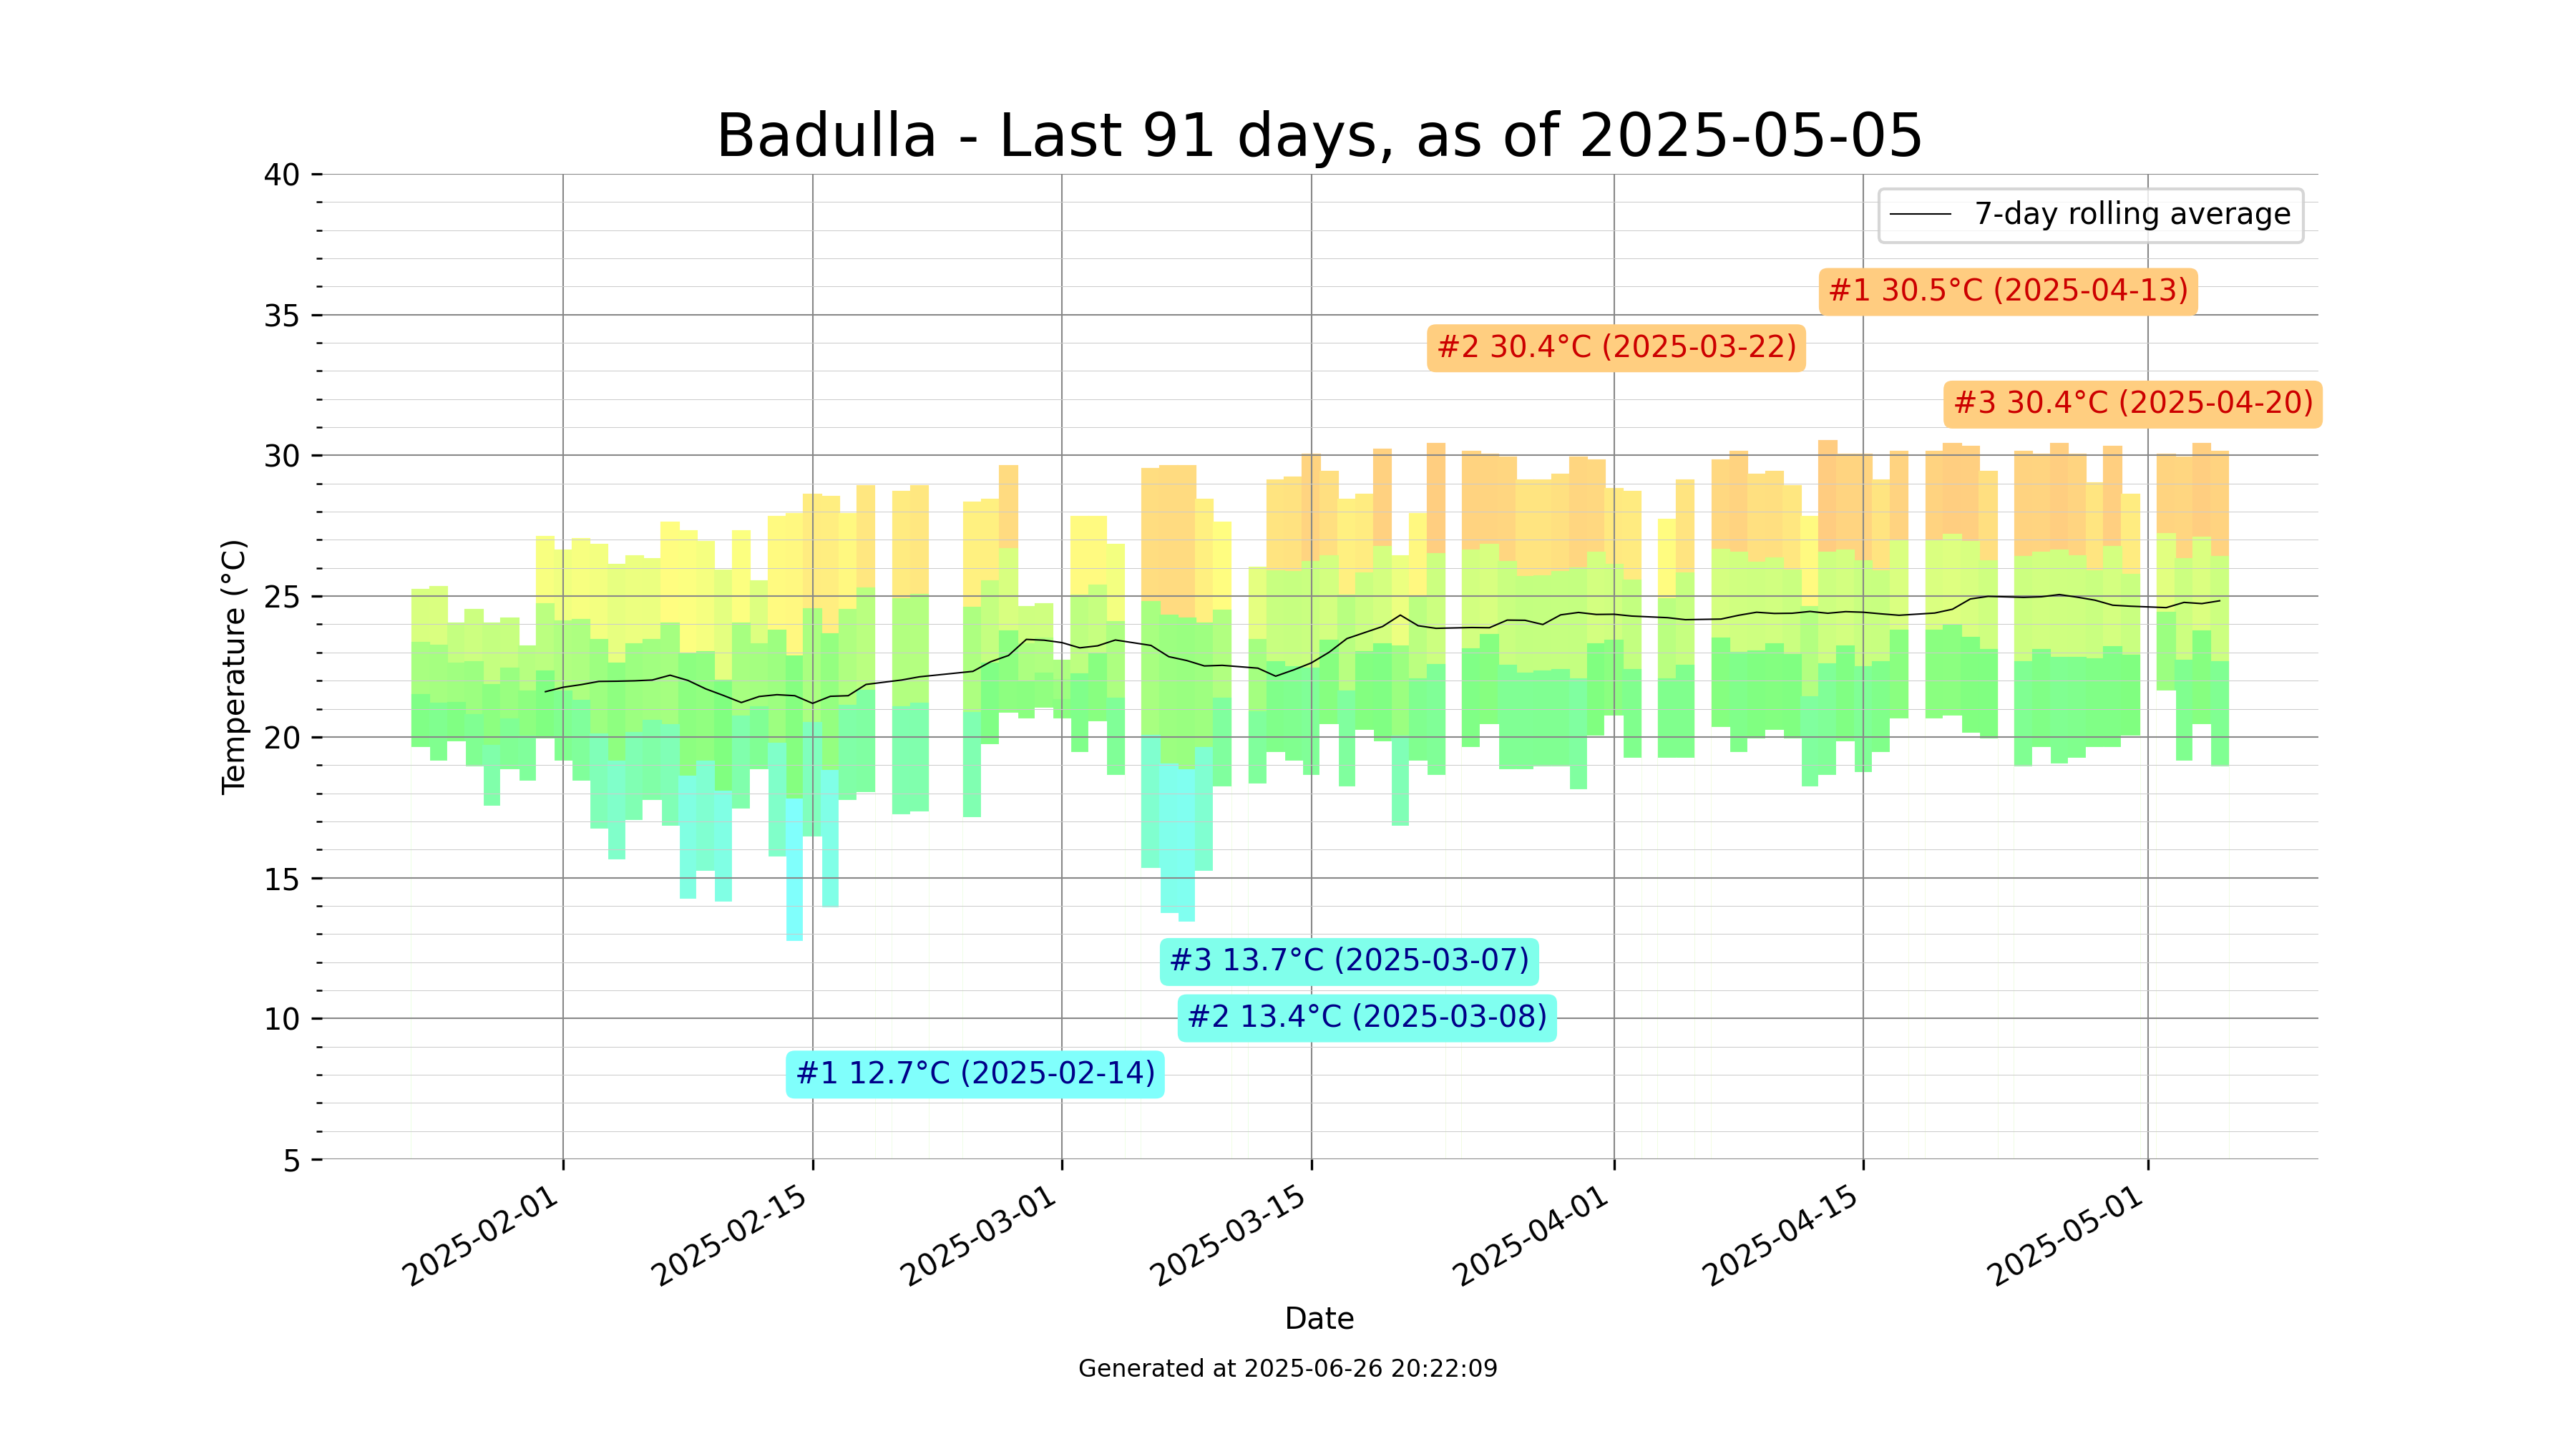 Badulla - Last 91 days, as of 2025-05-05
40
35
30
25
20
15
10
5
Temperature (°C)
7-day rolling average
#1 30.5°C (2025-04-13)
#2 30.4°C (2025-03-22)
#3 30.4°C (2025-04-20)
#3 13.7°C (2025-03-07)
#2 13.4°C (2025-03-08)
#1 12.7°C (2025-02-14)
2025-02-01
2025-02-15
2025-03-01
2025-03-15
2025-04-01
2025-04-15
2025-05-01
Date
Generated at 2025-06-26 20:22:09